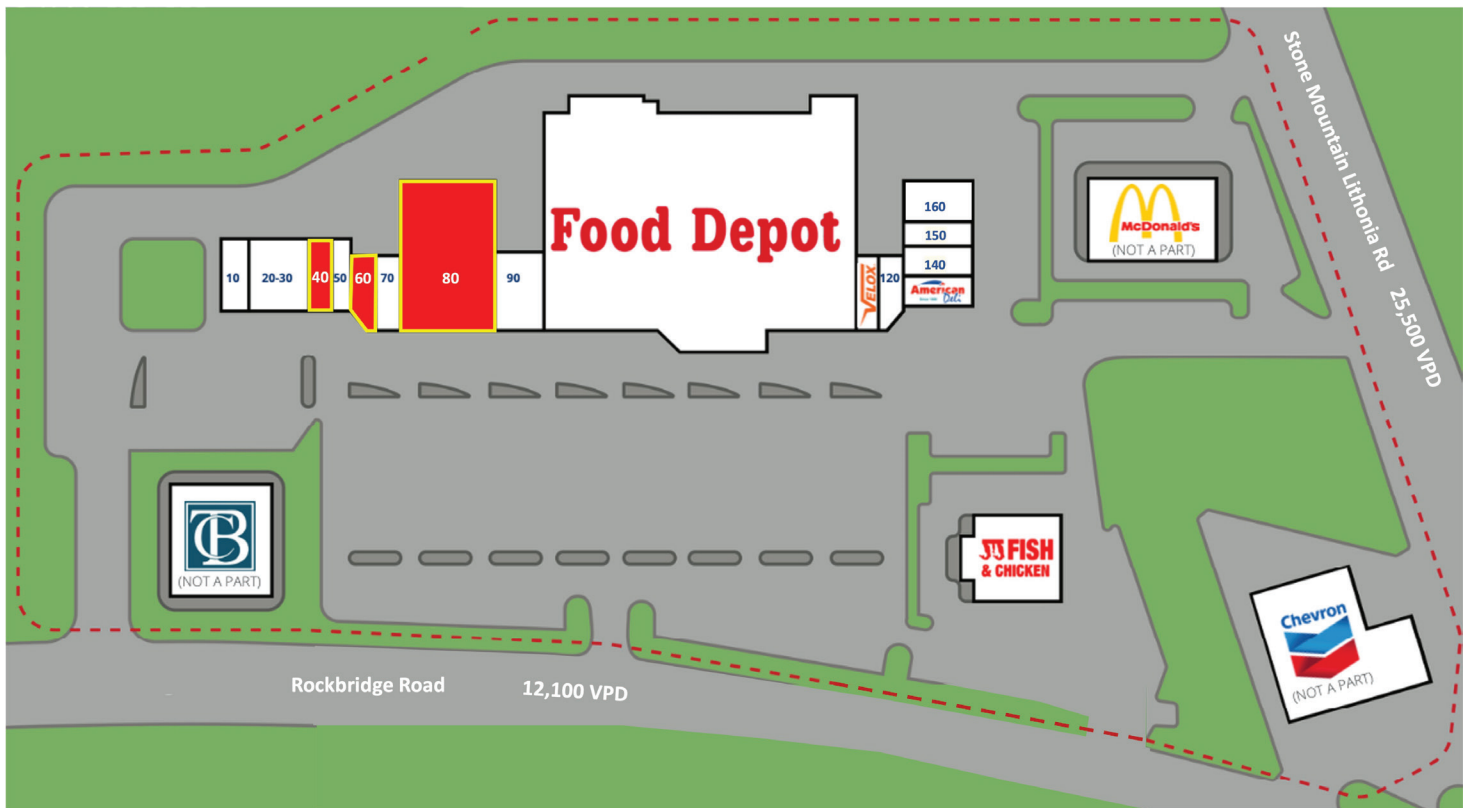 Stone Mountain Lithonia Rd 25,500 VPD
160
150
140
American
Deli
120
VELOX
Food Depot
McDonald's
(NOT A PART)
10
20-30
40
50
60
70
80
90
TCB
(NOT A PART)
JJ'S FISH
& CHICKEN
Chevron
(NOT A PART)
Rockbridge Road 12,100 VPD